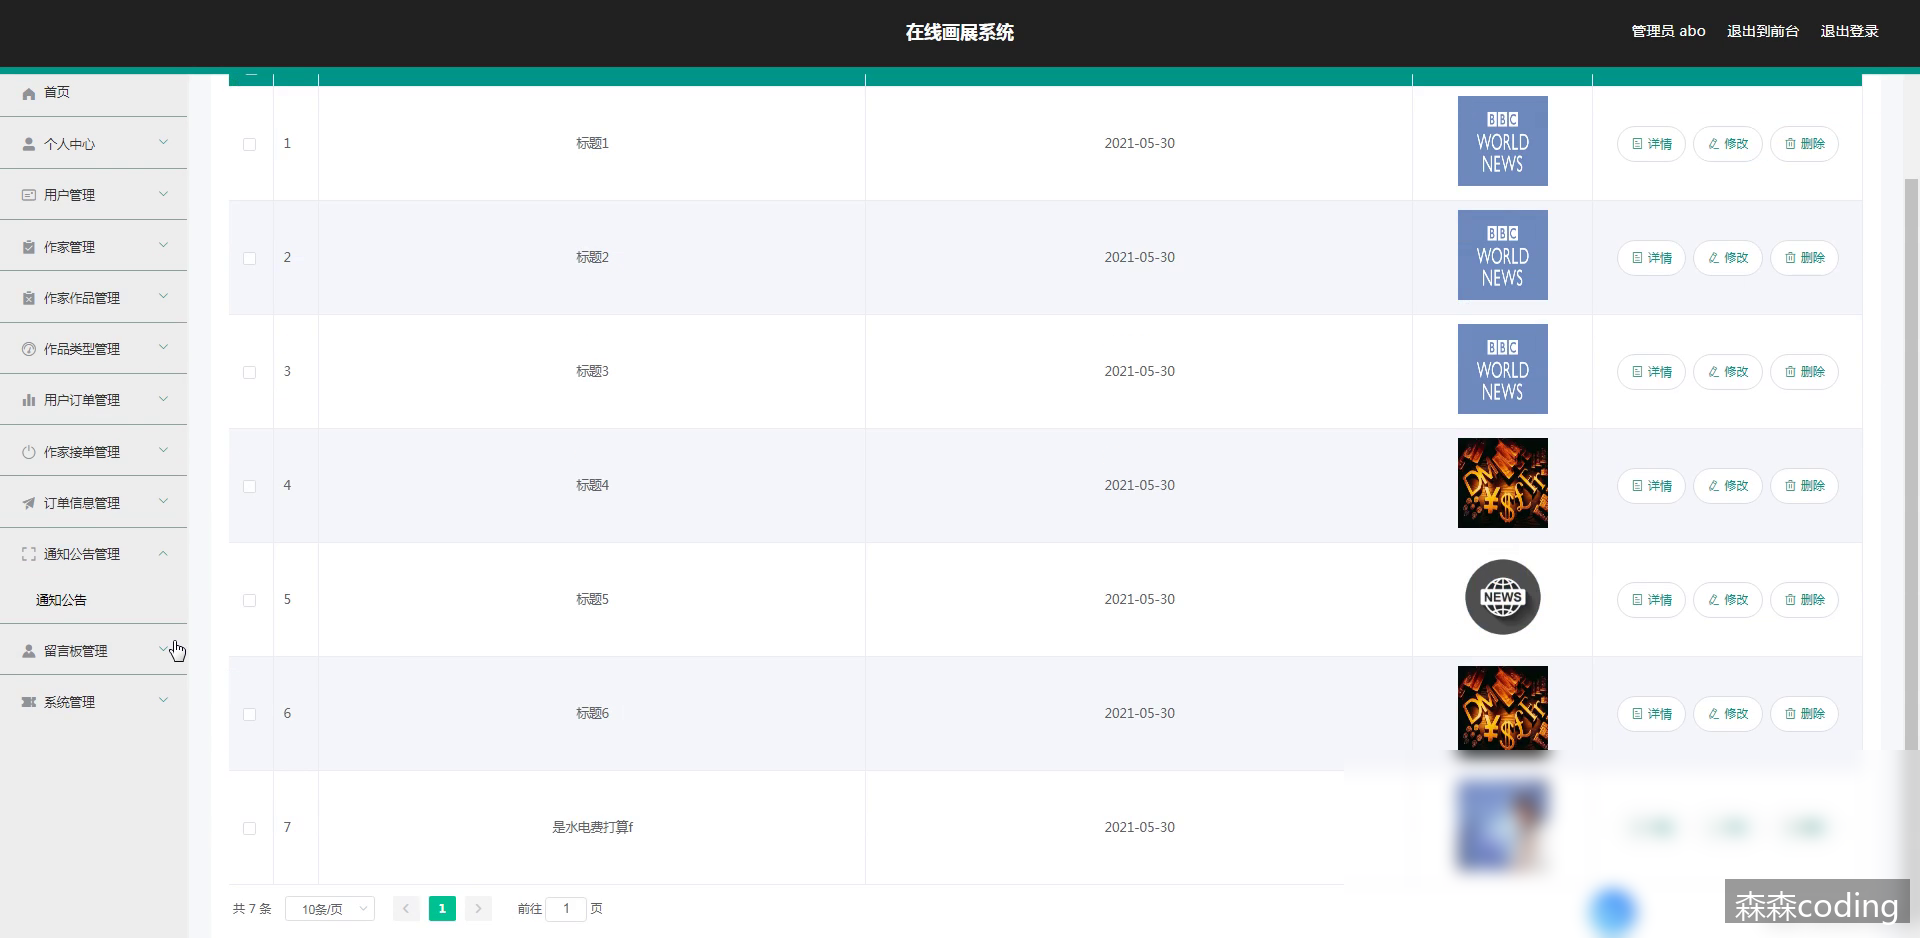 在线画展系统
管理员 abo 退出到前台 退出登录
首页
个人中心
用户管理
作家管理
作家作品管理
作品类型管理
用户订单管理
作家接单管理
订单信息管理
通知公告管理
通知公告
留言板管理
系统管理
1 标题1 2021-05-30 BBC WORLD NEWS 详情 修改 删除
2 标题2 2021-05-30 BBC WORLD NEWS 详情 修改 删除
3 标题3 2021-05-30 BBC WORLD NEWS 详情 修改 删除
4 标题4 2021-05-30 详情 修改 删除
5 标题5 2021-05-30 NEWS 详情 修改 删除
6 标题6 2021-05-30 详情 修改 删除
7 是水电费打算f 2021-05-30
共 7 条 10条/页 1 前往 1 页
森森coding